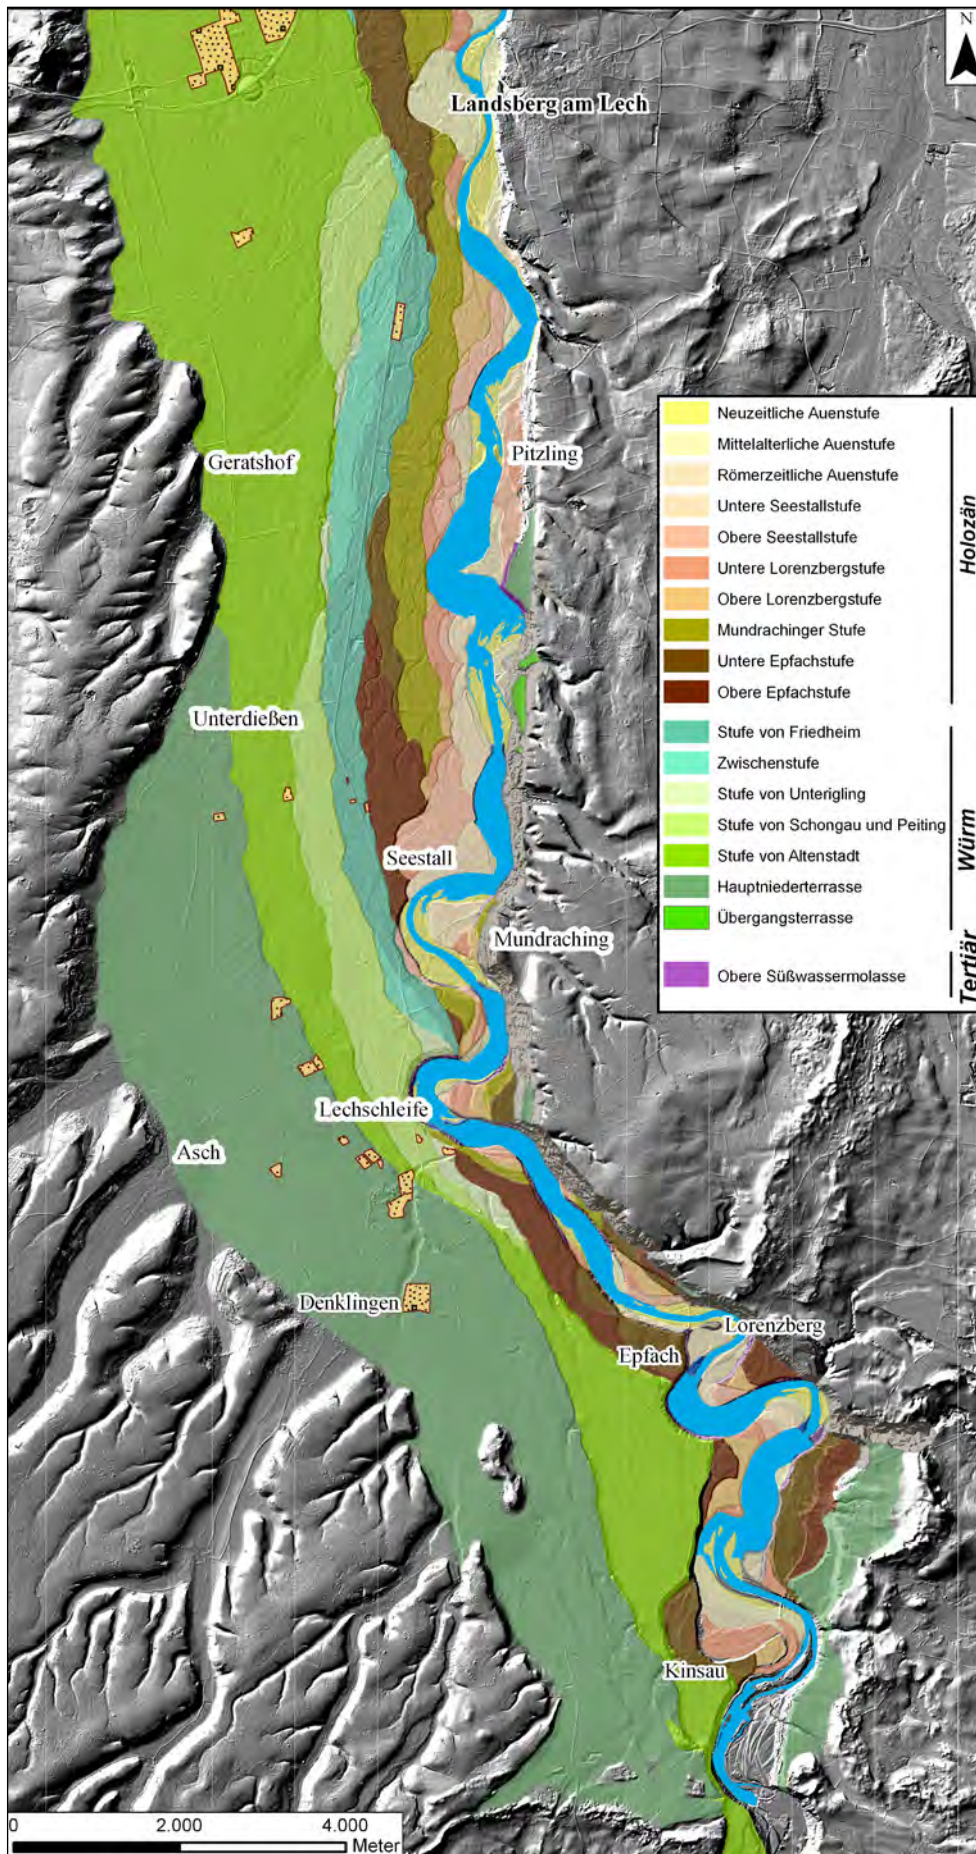 N
Landsberg am Lech
Neuzeitliche Auenstufe
Mittelalterliche Auenstufe
Römerzeitliche Auenstufe
Untere Seestallstufe
Obere Seestallstufe
Untere Lorenzbergstufe
Obere Lorenzbergstufe
Mundrachinger Stufe
Untere Epfachstufe
Obere Epfachstufe
Holozän
Stufe von Friedheim
Zwischenstufe
Stufe von Unterigling
Stufe von Schongau und Peiting
Stufe von Altenstadt
Hauptniederterrasse
Übergangsterrasse
Würm
Obere Süßwassermolasse
Tertiär
Pitzling
Geratshof
Unterdießen
Seestall
Mundraching
Lechschleife
Asch
Denklingen
Lorenzberg
Epfach
Kinsau
0 2.000 4.000
Meter